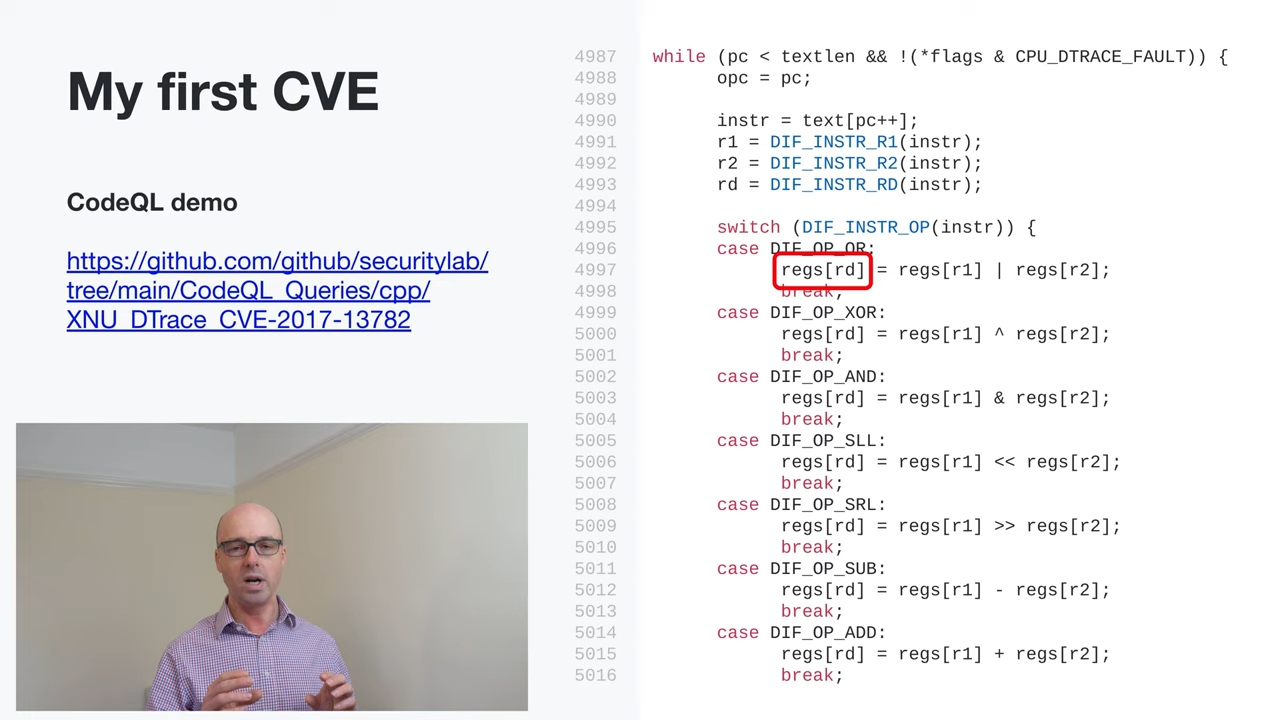 My first CVE
CodeQL demo
https://github.com/github/securitylab/
tree/main/CodeQL_Queries/cpp/
XNU_DTrace_CVE-2017-13782
4987 while (pc < textlen && !(*flags & CPU_DTRACE_FAULT)) {
4988 opc = pc;
4989
4990 instr = text[pc++];
4991 r1 = DIF_INSTR_R1(instr);
4992 r2 = DIF_INSTR_R2(instr);
4993 rd = DIF_INSTR_RD(instr);
4994
4995 switch (DIF_INSTR_OP(instr)) {
4996 case DIF_OP_OR:
4997 regs[rd] = regs[r1] | regs[r2];
4998 break;
4999 case DIF_OP_XOR:
5000 regs[rd] = regs[r1] ^ regs[r2];
5001 break;
5002 case DIF_OP_AND:
5003 regs[rd] = regs[r1] & regs[r2];
5004 break;
5005 case DIF_OP_SLL:
5006 regs[rd] = regs[r1] << regs[r2];
5007 break;
5008 case DIF_OP_SRL:
5009 regs[rd] = regs[r1] >> regs[r2];
5010 break;
5011 case DIF_OP_SUB:
5012 regs[rd] = regs[r1] - regs[r2];
5013 break;
5014 case DIF_OP_ADD:
5015 regs[rd] = regs[r1] + regs[r2];
5016 break;